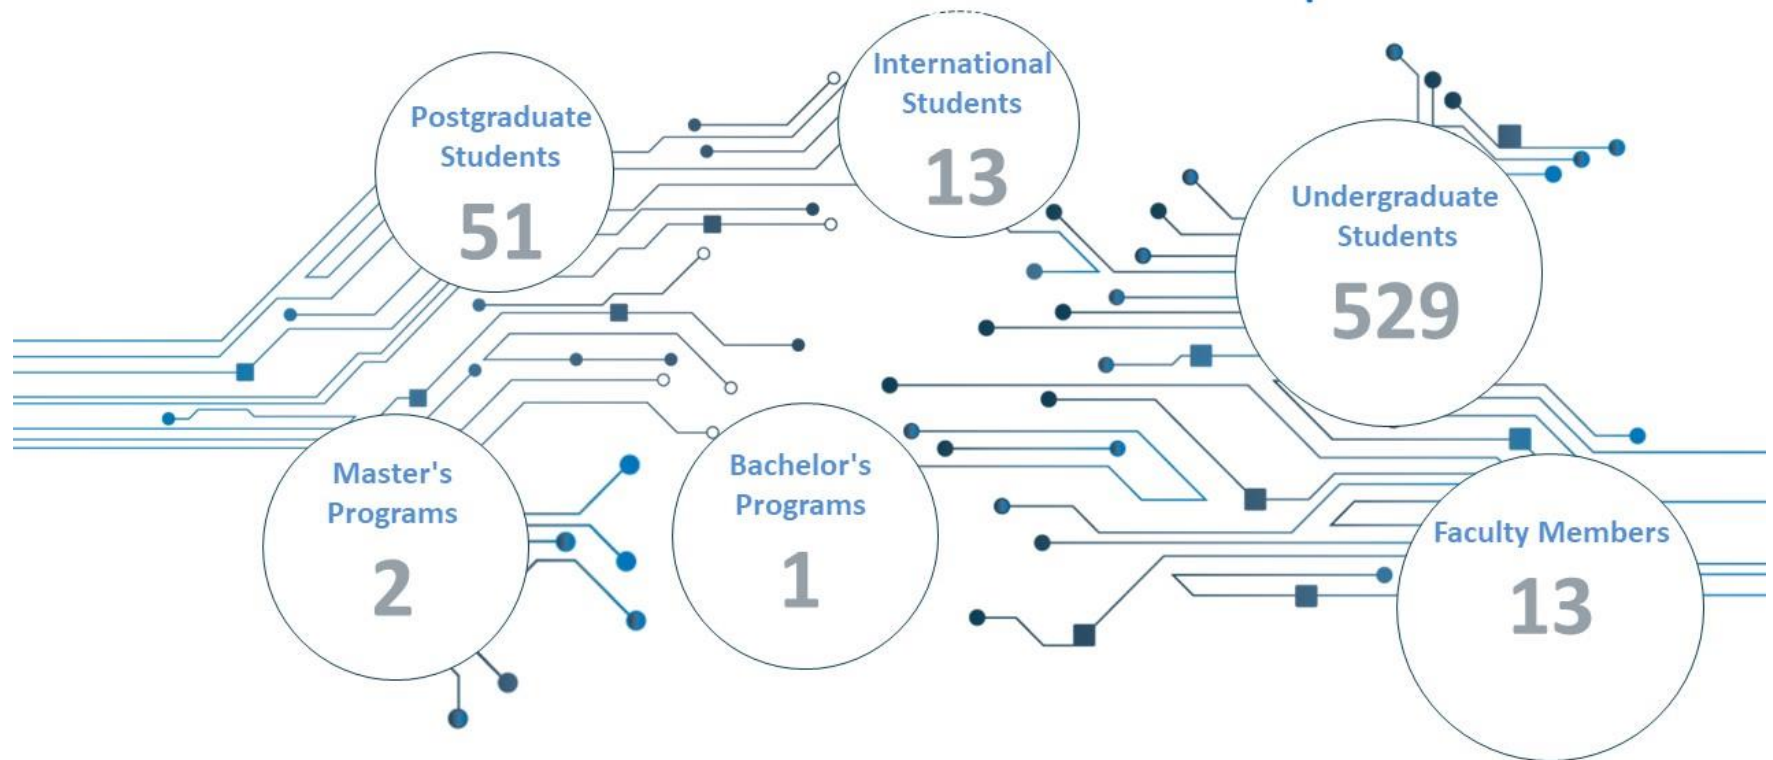 International
Students
13
Postgraduate
Students
51
Undergraduate
Students
529
Master's
Programs
2
Bachelor's
Programs
1
Faculty Members
13